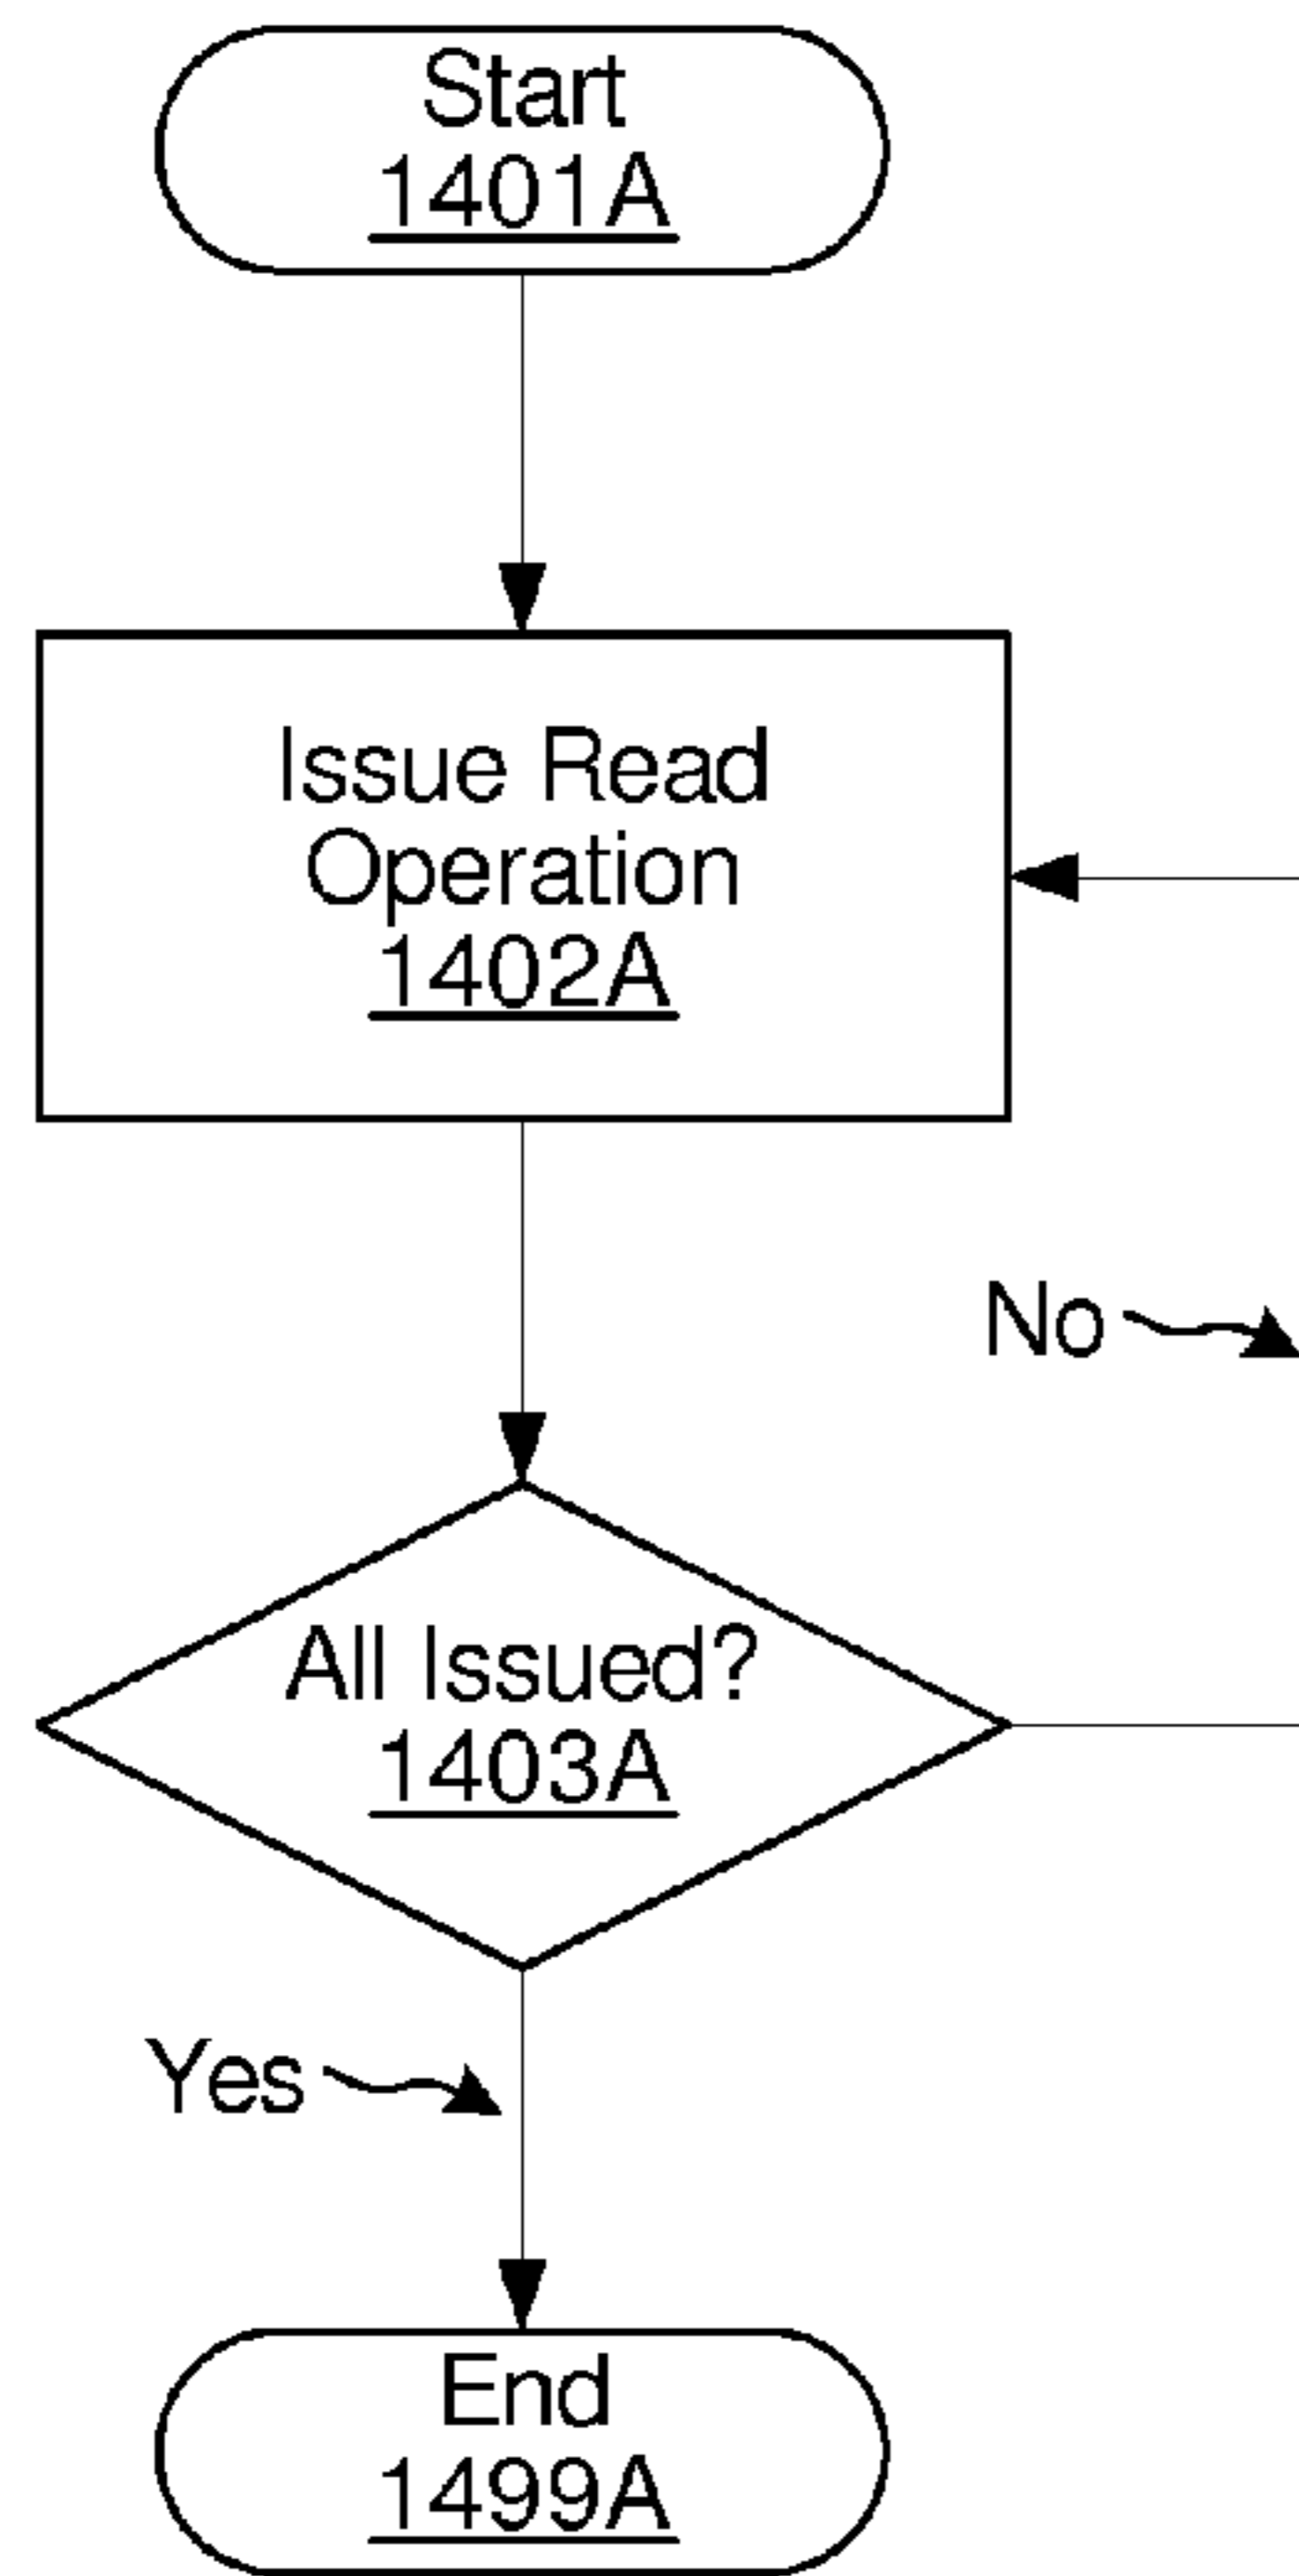 Start
1401A
Issue Read
Operation
1402A
No
All Issued?
1403A
Yes
End
1499A